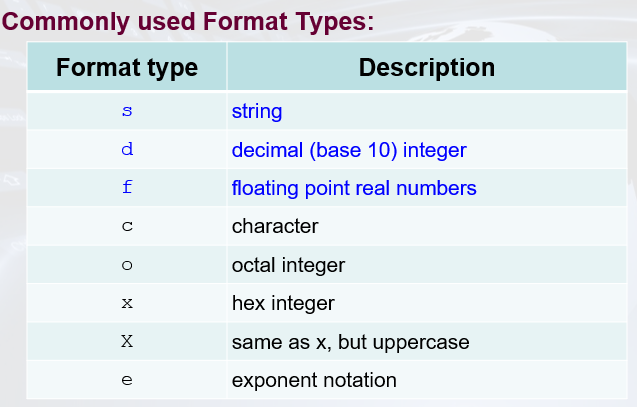 Commonly used Format Types:
Format type Description
s string
d decimal (base 10) integer
f floating point real numbers
c character
o octal integer
x hex integer
X same as x, but uppercase
e exponent notation